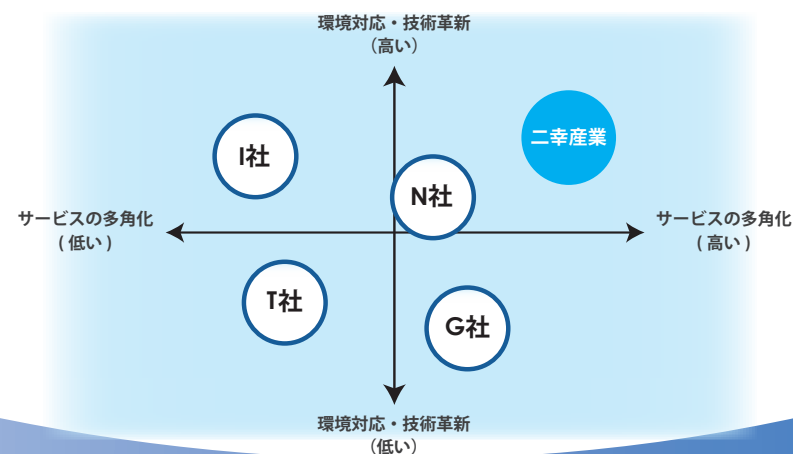 環境対応・技術革新
（高い）
二幸産業
I社
N社
サービスの多角化
( 低い )
サービスの多角化
( 高い )
T社
G社
環境対応・技術革新
（低い）